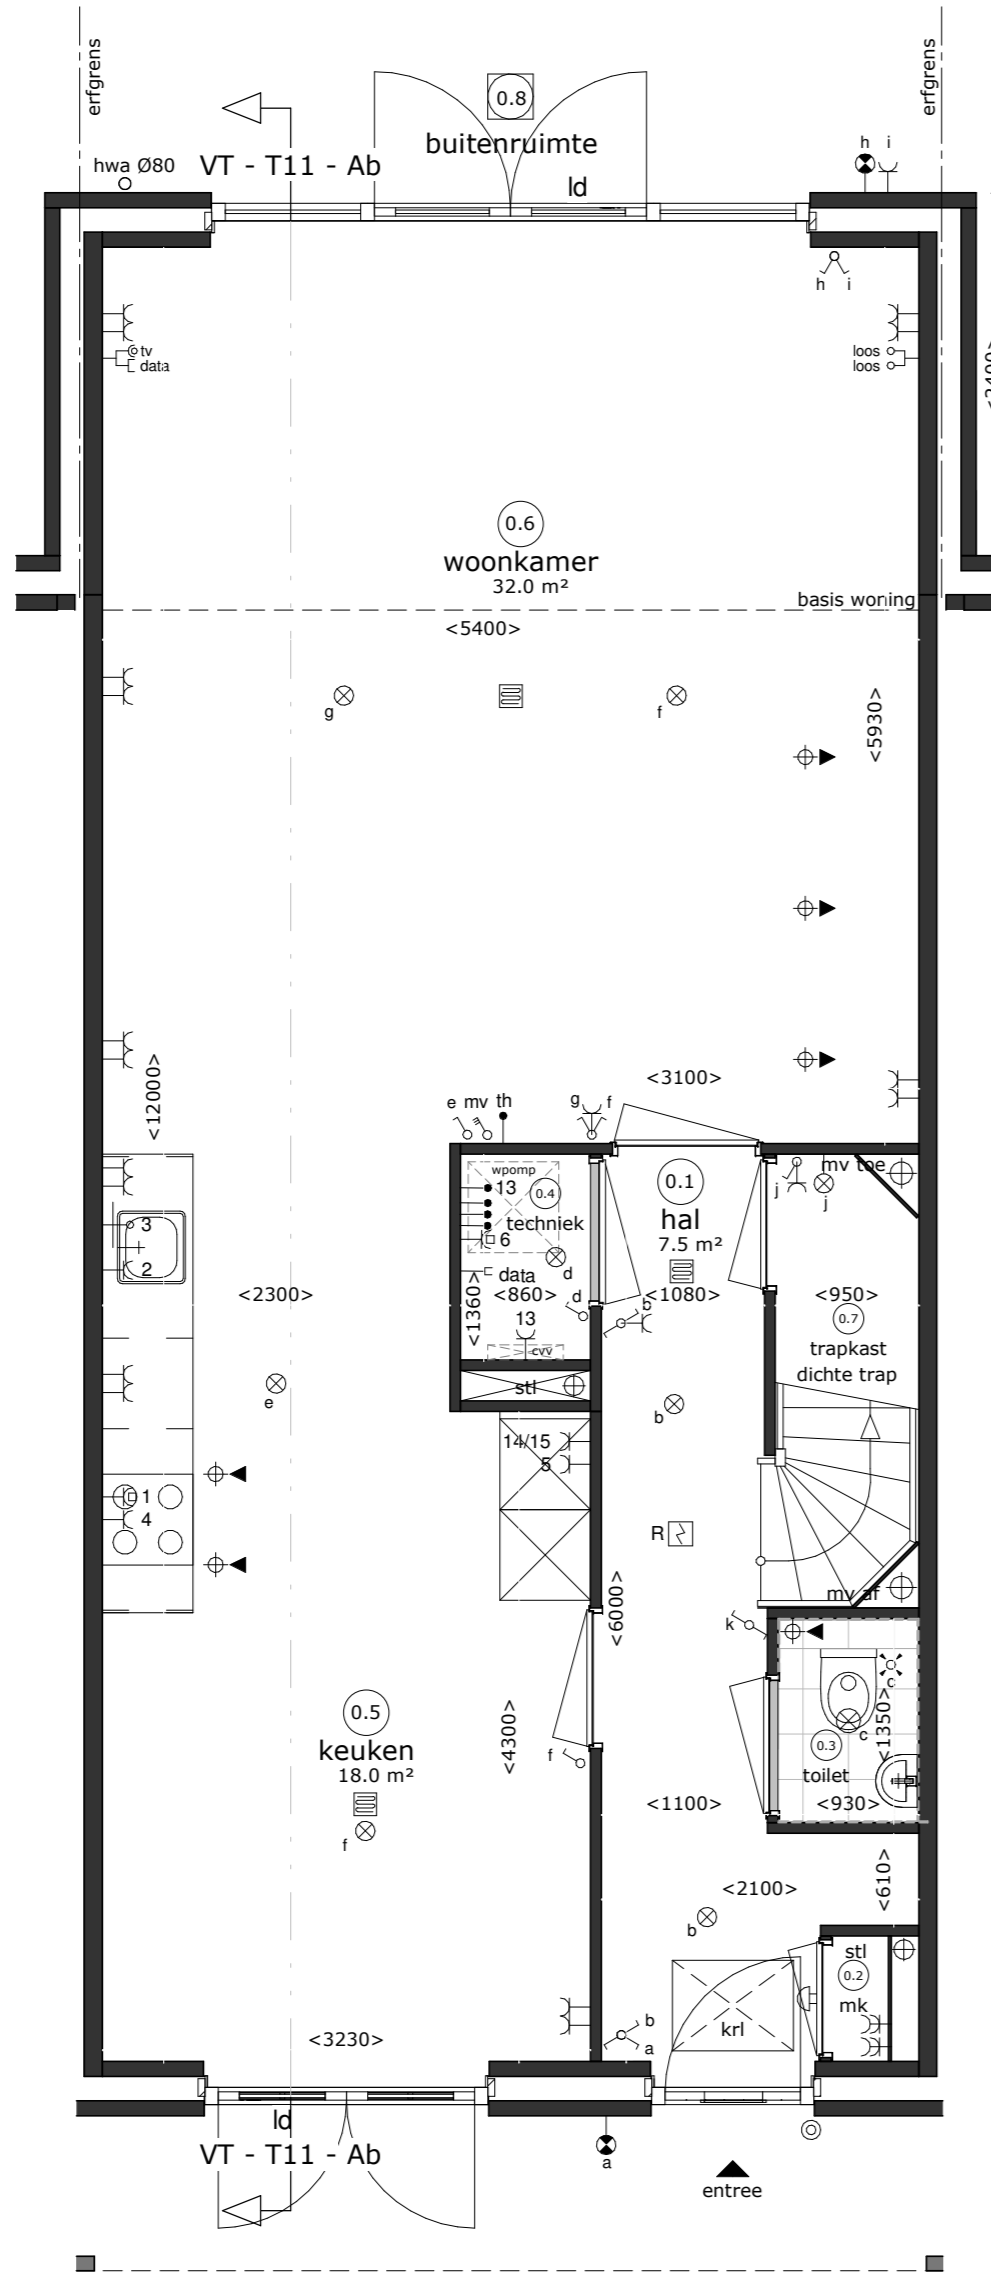 erfgrens
erfgrens
0.8
buitenruimte
hwa Ø80
VT - T11 - Ab
ld
h i
h i
tv
data
loos
loos
<2400>
0.6
woonkamer
32.0 m²
basis woning
<5400>
g
f
<5930>
<12000>
<3100>
e mv th
g f
wpomp
13
0.4
techniek
6
data
d
<860>
d
<1360>
13
cvv
stl
0.1
hal
7.5 m²
<1080>
b
j
mv toe
j
<950>
0.7
trapkast
dichte trap
3
2
<2300>
e
b
14/15
5
1
4
R
<6000>
mv af
k
c
<1350>
c
0.3
toilet
<930>
0.5
keuken
18.0 m²
f
<4300>
f
<1100>
<2100>
<610>
b
stl
0.2
mk
krl
b
a
<3230>
ld
VT - T11 - Ab
a
entree